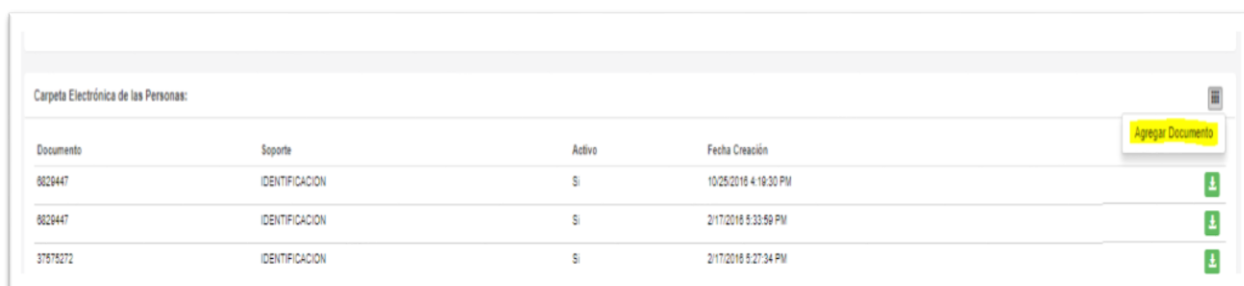 Carpeta Electrónica de las Personas:
Agregar Documento
Documento Soporte Activo Fecha Creación
6829447 IDENTIFICACION Si 10/25/2016 4:19:30 PM
6829447 IDENTIFICACION Si 2/17/2016 5:33:59 PM
37575272 IDENTIFICACION Si 2/17/2016 5:27:34 PM